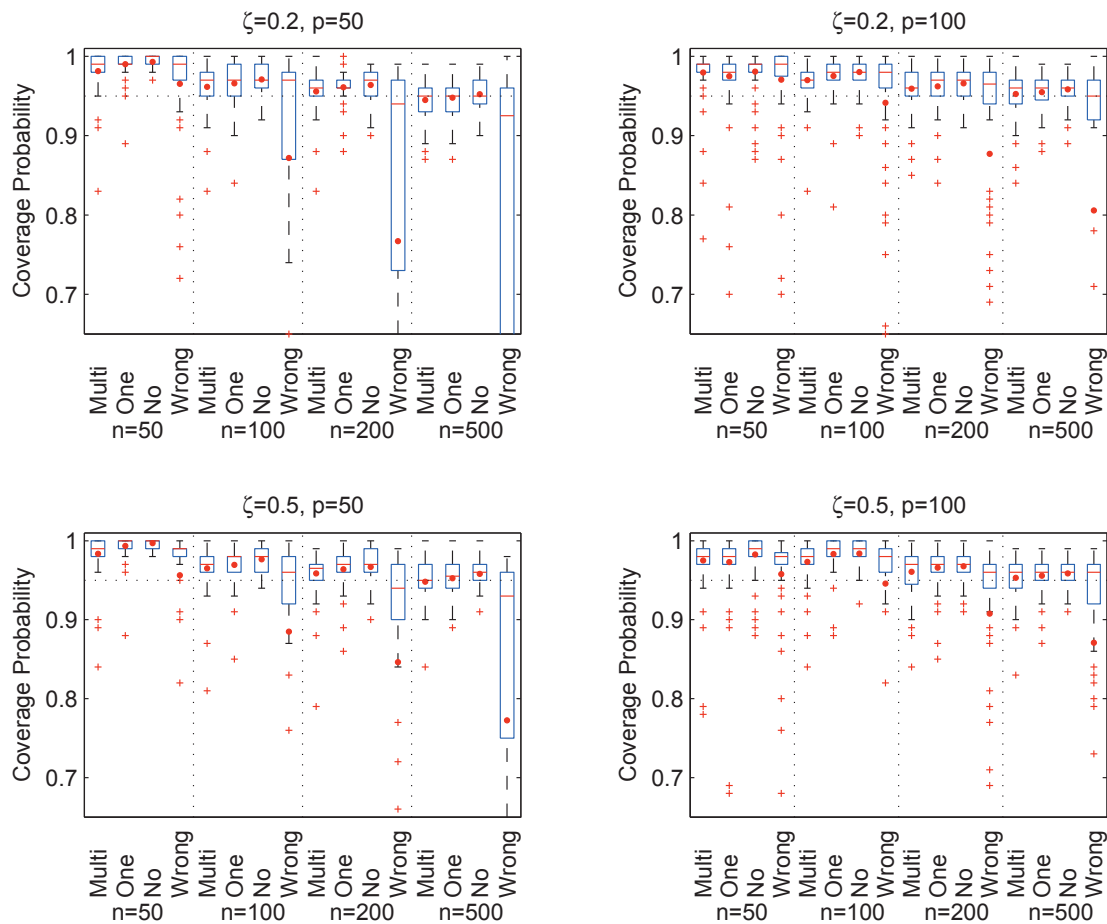 ζ=0.2, p=50
Coverage Probability
1
0.9
0.8
0.7
Multi One No Wrong Multi One No Wrong Multi One No Wrong Multi One No Wrong
n=50 n=100 n=200 n=500
ζ=0.2, p=100
Coverage Probability
1
0.9
0.8
0.7
Multi One No Wrong Multi One No Wrong Multi One No Wrong Multi One No Wrong
n=50 n=100 n=200 n=500
ζ=0.5, p=50
Coverage Probability
1
0.9
0.8
0.7
Multi One No Wrong Multi One No Wrong Multi One No Wrong Multi One No Wrong
n=50 n=100 n=200 n=500
ζ=0.5, p=100
Coverage Probability
1
0.9
0.8
0.7
Multi One No Wrong Multi One No Wrong Multi One No Wrong Multi One No Wrong
n=50 n=100 n=200 n=500